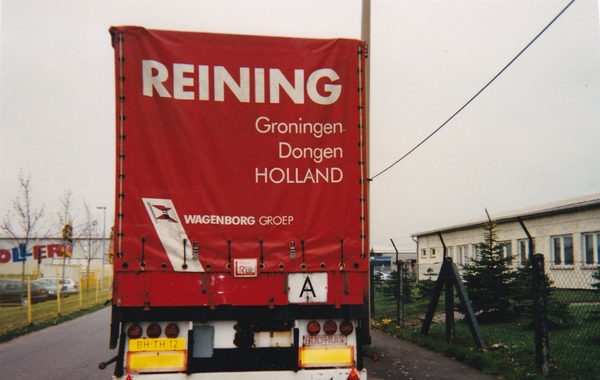 REINING
Groningen
Dongen
HOLLAND
WAGENBORG GROEP
A
BH TH 12